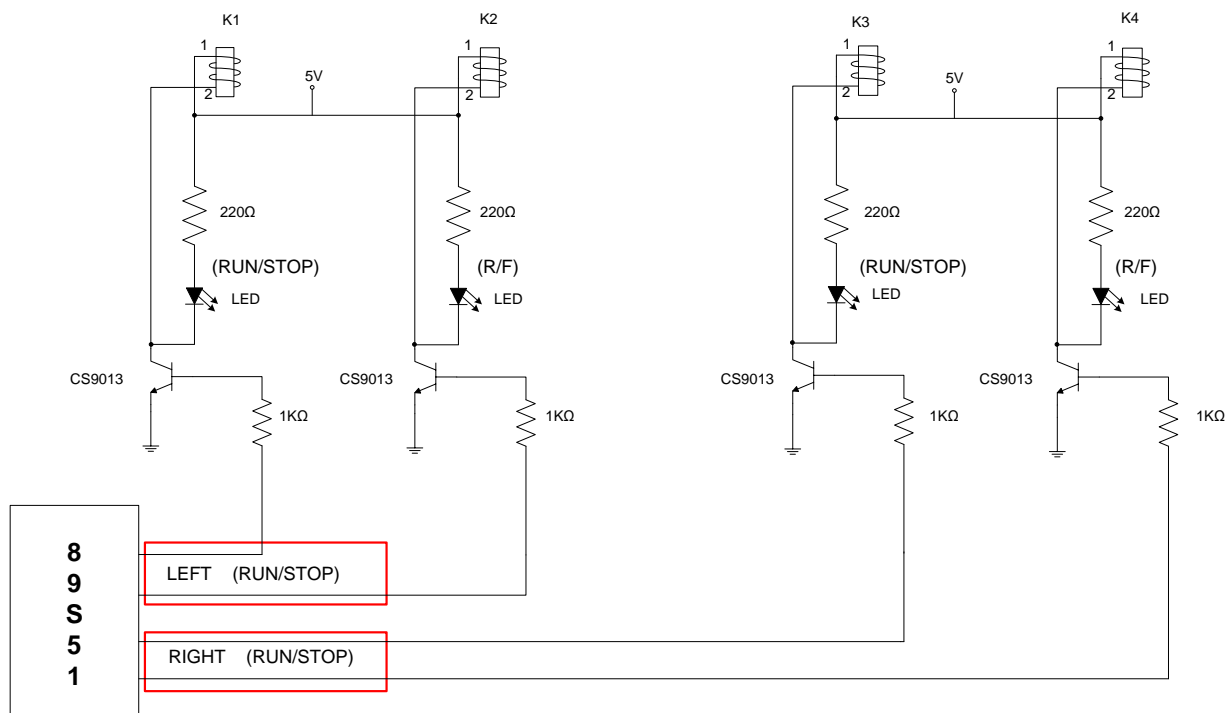 K1
K2
K3
K4
1
2
1
2
1
2
1
2
5V
5V
220Ω
220Ω
220Ω
220Ω
(RUN/STOP)
(R/F)
(RUN/STOP)
(R/F)
LED
LED
LED
LED
CS9013
CS9013
CS9013
CS9013
1KΩ
1KΩ
1KΩ
1KΩ
8
9
S
5
1
LEFT (RUN/STOP)
RIGHT (RUN/STOP)